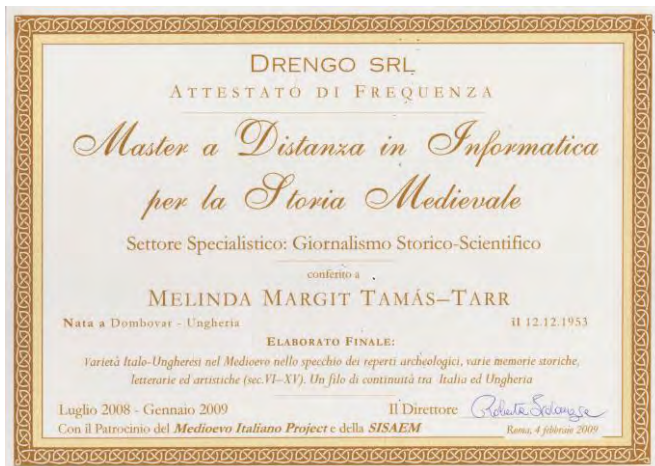 DRENGO SRL
ATTESTATO DI FREQUENZA
Master a Distanza in Informatica
per la Storia Medievale
Settore Specialistico: Giornalismo Storico-Scientifico
conferito a
MELINDA MARGIT TAMÁS–TARR
Nata a Dombovar - Ungheria il 12.12.1953
ELABORATO FINALE:
Varietà Italo-Ungheresi nel Medioevo nello specchio dei reperti archeologici, varie memorie storiche,
letterarie ed artistiche (sec.VI–XV). Un filo di continuità tra Italia ed Ungheria
Luglio 2008 - Gennaio 2009 Il Direttore
Con il Patrocinio del Medioevo Italiano Project e della SISAEM Roma, 4 febbraio 2009